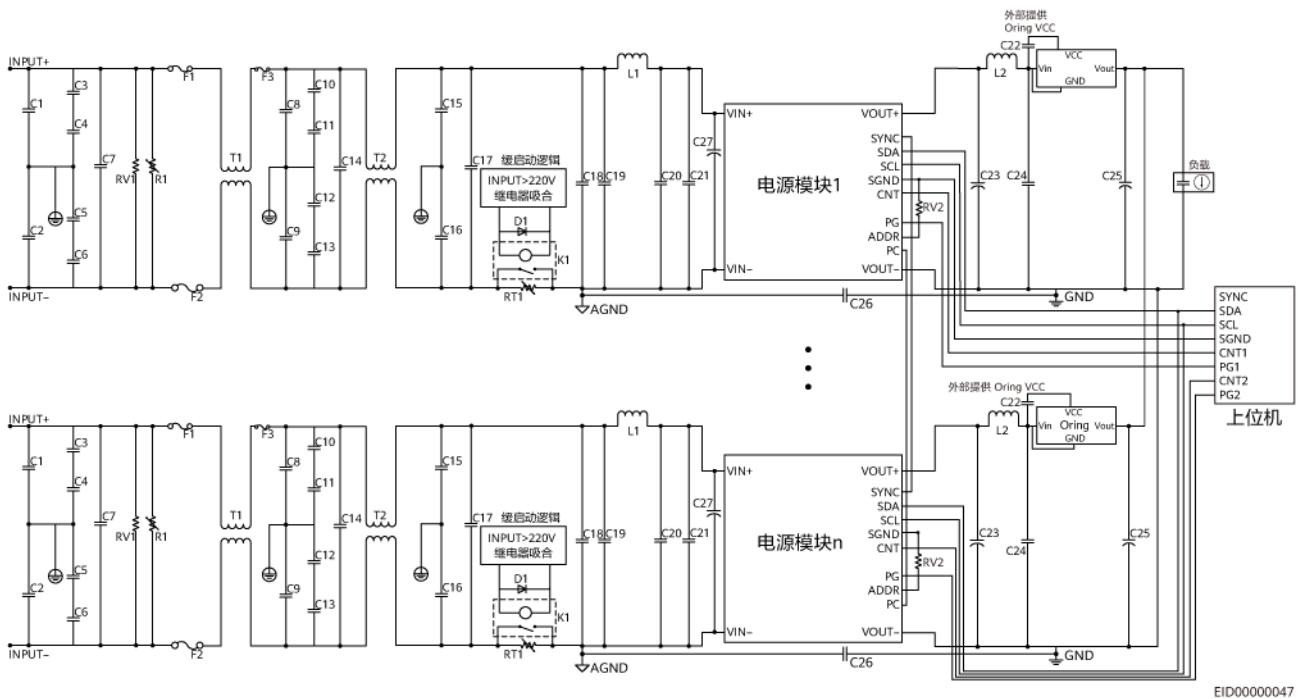 外部提供
Oring VCC
INPUT+
F1
F3
C1
C3
C4
C7
RV1
R1
T1
C8
C10
C11
C14
T2
C15
C17
缓启动逻辑
INPUT>220V
继电器吸合
D1
K1
RT1
L1
C18
C19
C20
C21
C27
C2
C5
C6
C9
C12
C13
C16
INPUT−
F2
AGND
VIN+
VIN−
电源模块1
VOUT+
SYNC
SDA
SCL
SGND
CNT
PG
ADDR
PC
VOUT−
RV2
C22
L2
VCC
Vin
Vout
GND
C23
C24
C25
负载
C26
GND
SYNC
SDA
SCL
SGND
CNT1
PG1
CNT2
PG2
上位机
外部提供 Oring VCC
INPUT+
F1
F3
C1
C3
C4
C7
RV1
R1
T1
C8
C10
C11
C14
T2
C15
C17
缓启动逻辑
INPUT>220V
继电器吸合
D1
K1
RT1
L1
C18
C19
C20
C21
C27
C2
C5
C6
C9
C12
C13
C16
INPUT−
F2
AGND
VIN+
VIN−
电源模块n
VOUT+
SYNC
SDA
SCL
SGND
CNT
PG
ADDR
PC
VOUT−
RV2
C22
L2
VCC
Vin
Oring
Vout
GND
C23
C24
C25
C26
GND
EID00000047